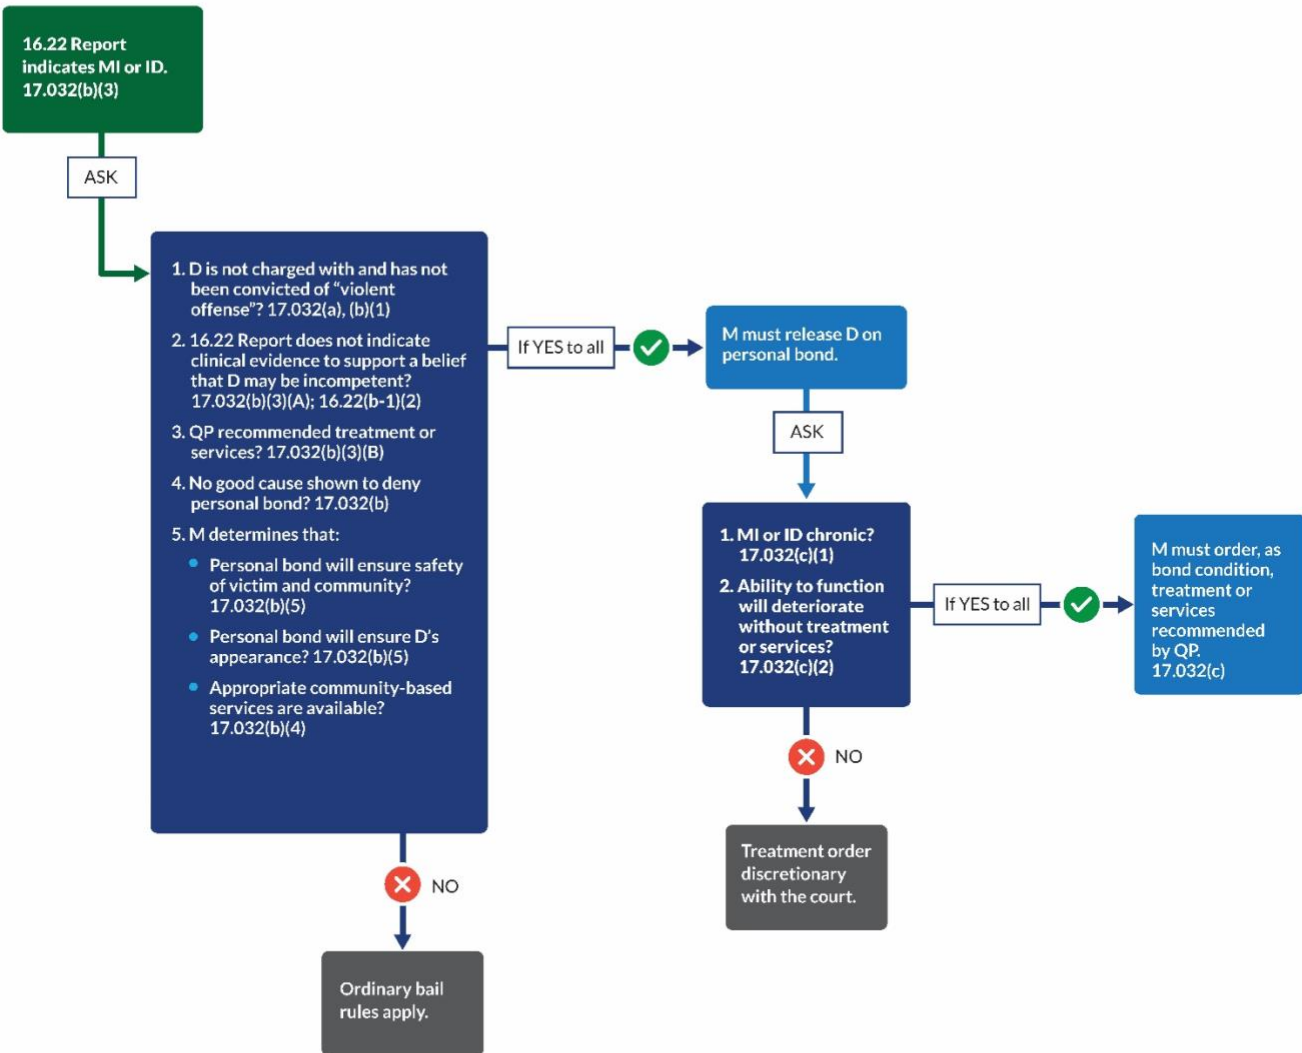 16.22 Report
indicates MI or ID.
17.032(b)(3)
ASK
1. D is not charged with and has not
been convicted of “violent
offense”? 17.032(a), (b)(1)
2. 16.22 Report does not indicate
clinical evidence to support a belief
that D may be incompetent?
17.032(b)(3)(A); 16.22(b-1)(2)
3. QP recommended treatment or
services? 17.032(b)(3)(B)
4. No good cause shown to deny
personal bond? 17.032(b)
5. M determines that:
• Personal bond will ensure safety
of victim and community?
17.032(b)(5)
• Personal bond will ensure D’s
appearance? 17.032(b)(5)
• Appropriate community-based
services are available?
17.032(b)(4)
If YES to all
M must release D on
personal bond.
ASK
1. MI or ID chronic?
17.032(c)(1)
2. Ability to function
will deteriorate
without treatment
or services?
17.032(c)(2)
If YES to all
M must order, as
bond condition,
treatment or
services
recommended
by QP.
17.032(c)
NO
Treatment order
discretionary
with the court.
NO
Ordinary bail
rules apply.